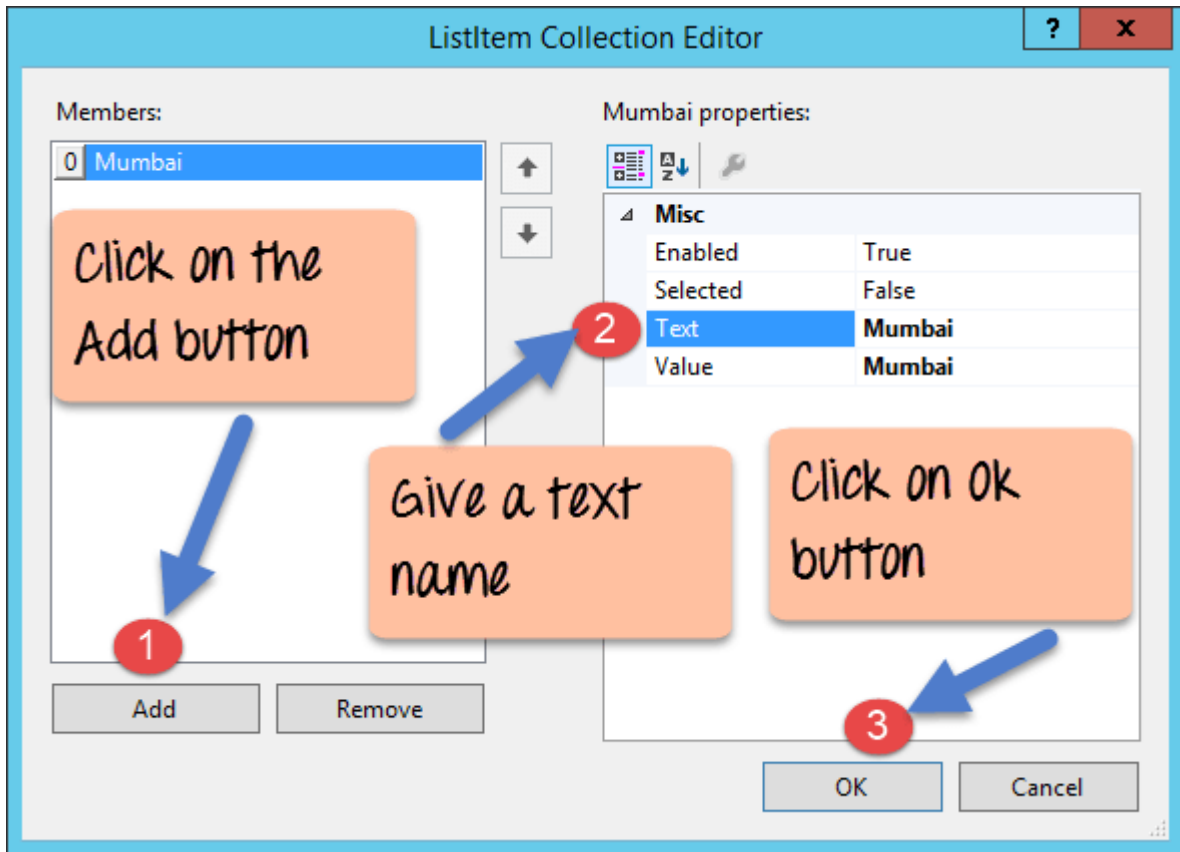 ListItem Collection Editor
?
x
Members:
0 Mumbai
Click on the
Add button
1
Add
Remove
Mumbai properties:
A
Z
Misc
Enabled True
Selected False
2
Text Mumbai
Value Mumbai
Give a text
name
Click on Ok
button
3
OK
Cancel